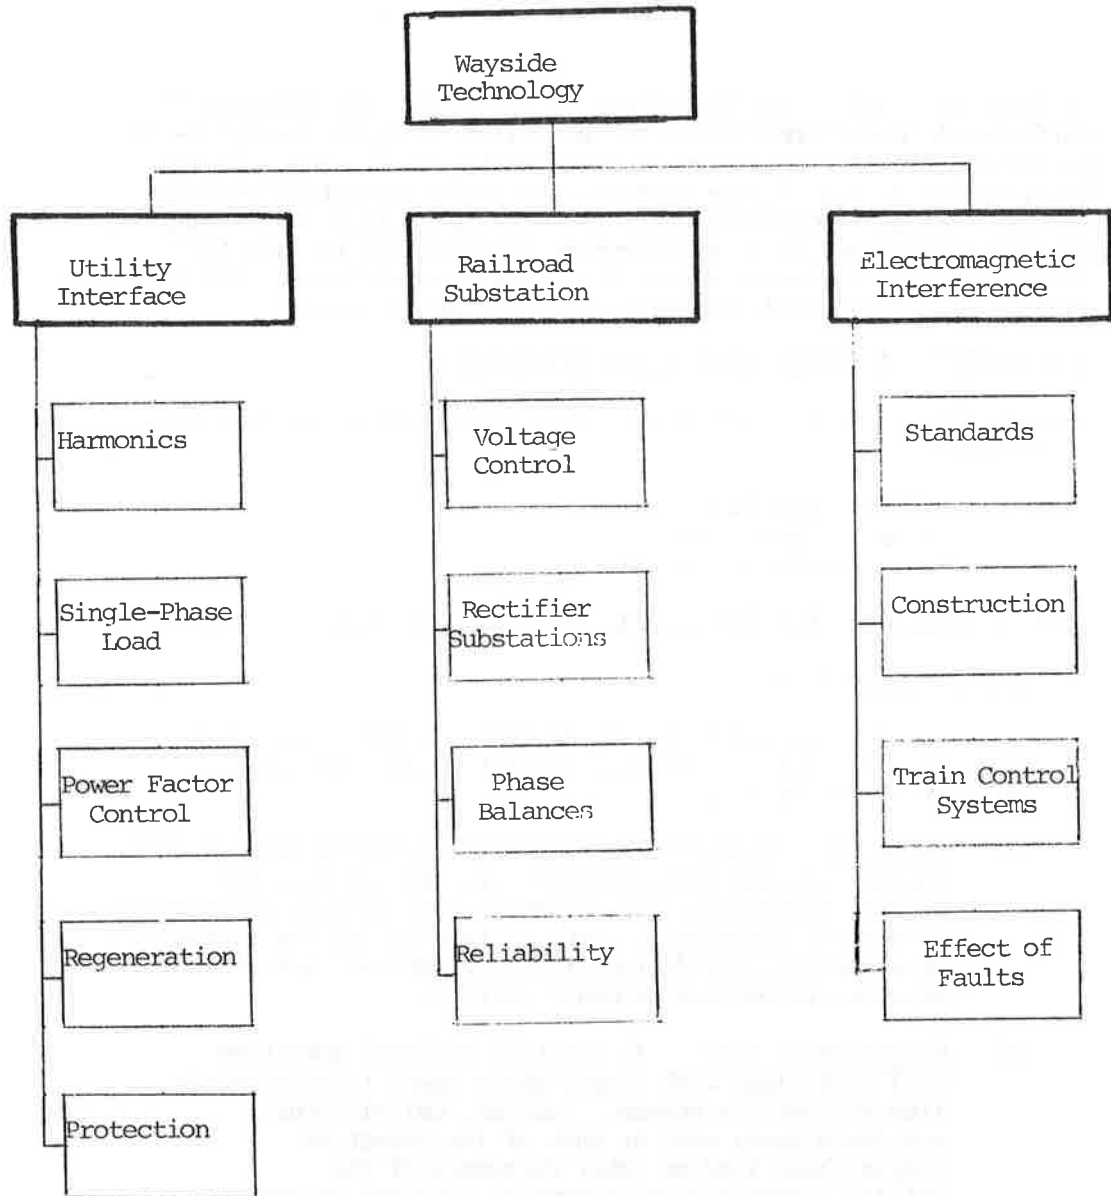 Wayside
Technology
Utility
Interface
Railroad
Substation
Electromagnetic
Interference
Harmonics
Single-Phase
Load
Power Factor
Control
Regeneration
Protection
Voltage
Control
Rectifier
Substations
Phase
Balances
Reliability
Standards
Construction
Train Control
Systems
Effect of
Faults